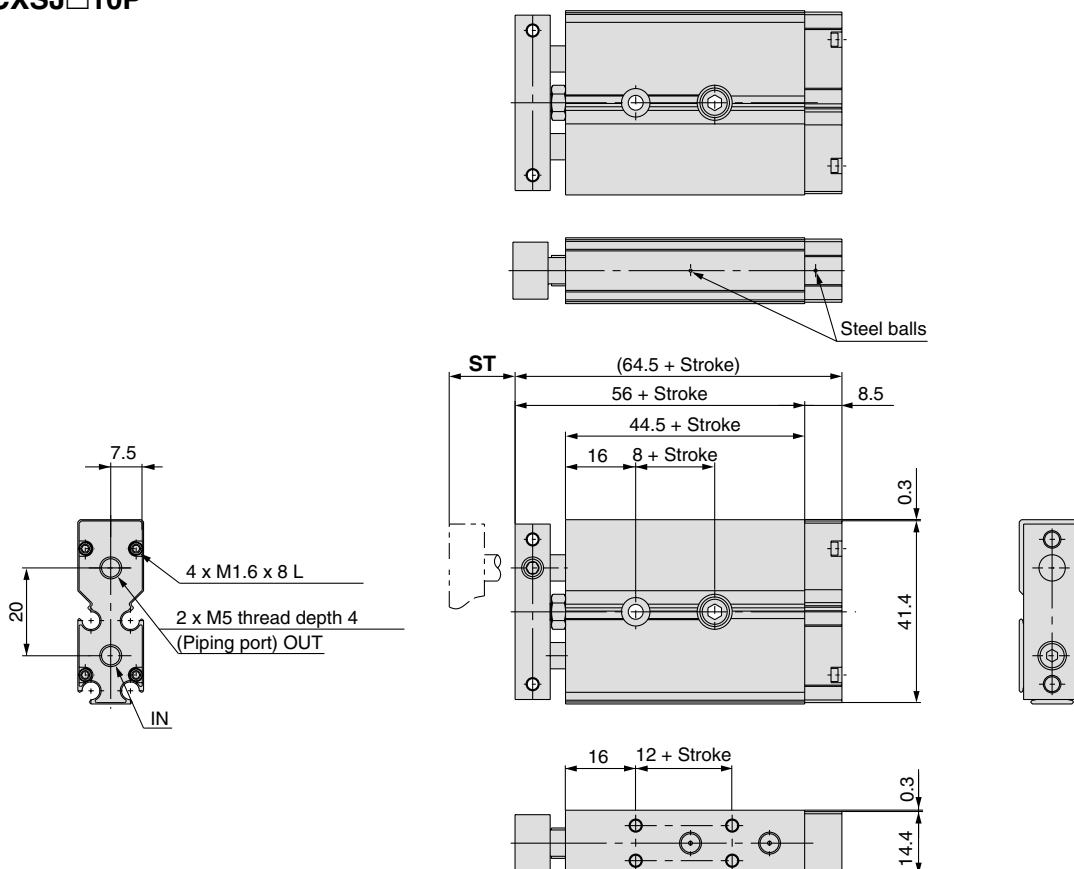 CXSJ□10P
Steel balls
ST
(64.5 + Stroke)
56 + Stroke
8.5
44.5 + Stroke
16
8 + Stroke
0.3
41.4
7.5
20
4 x M1.6 x 8 L
2 x M5 thread depth 4
(Piping port) OUT
IN
16
12 + Stroke
0.3
14.4